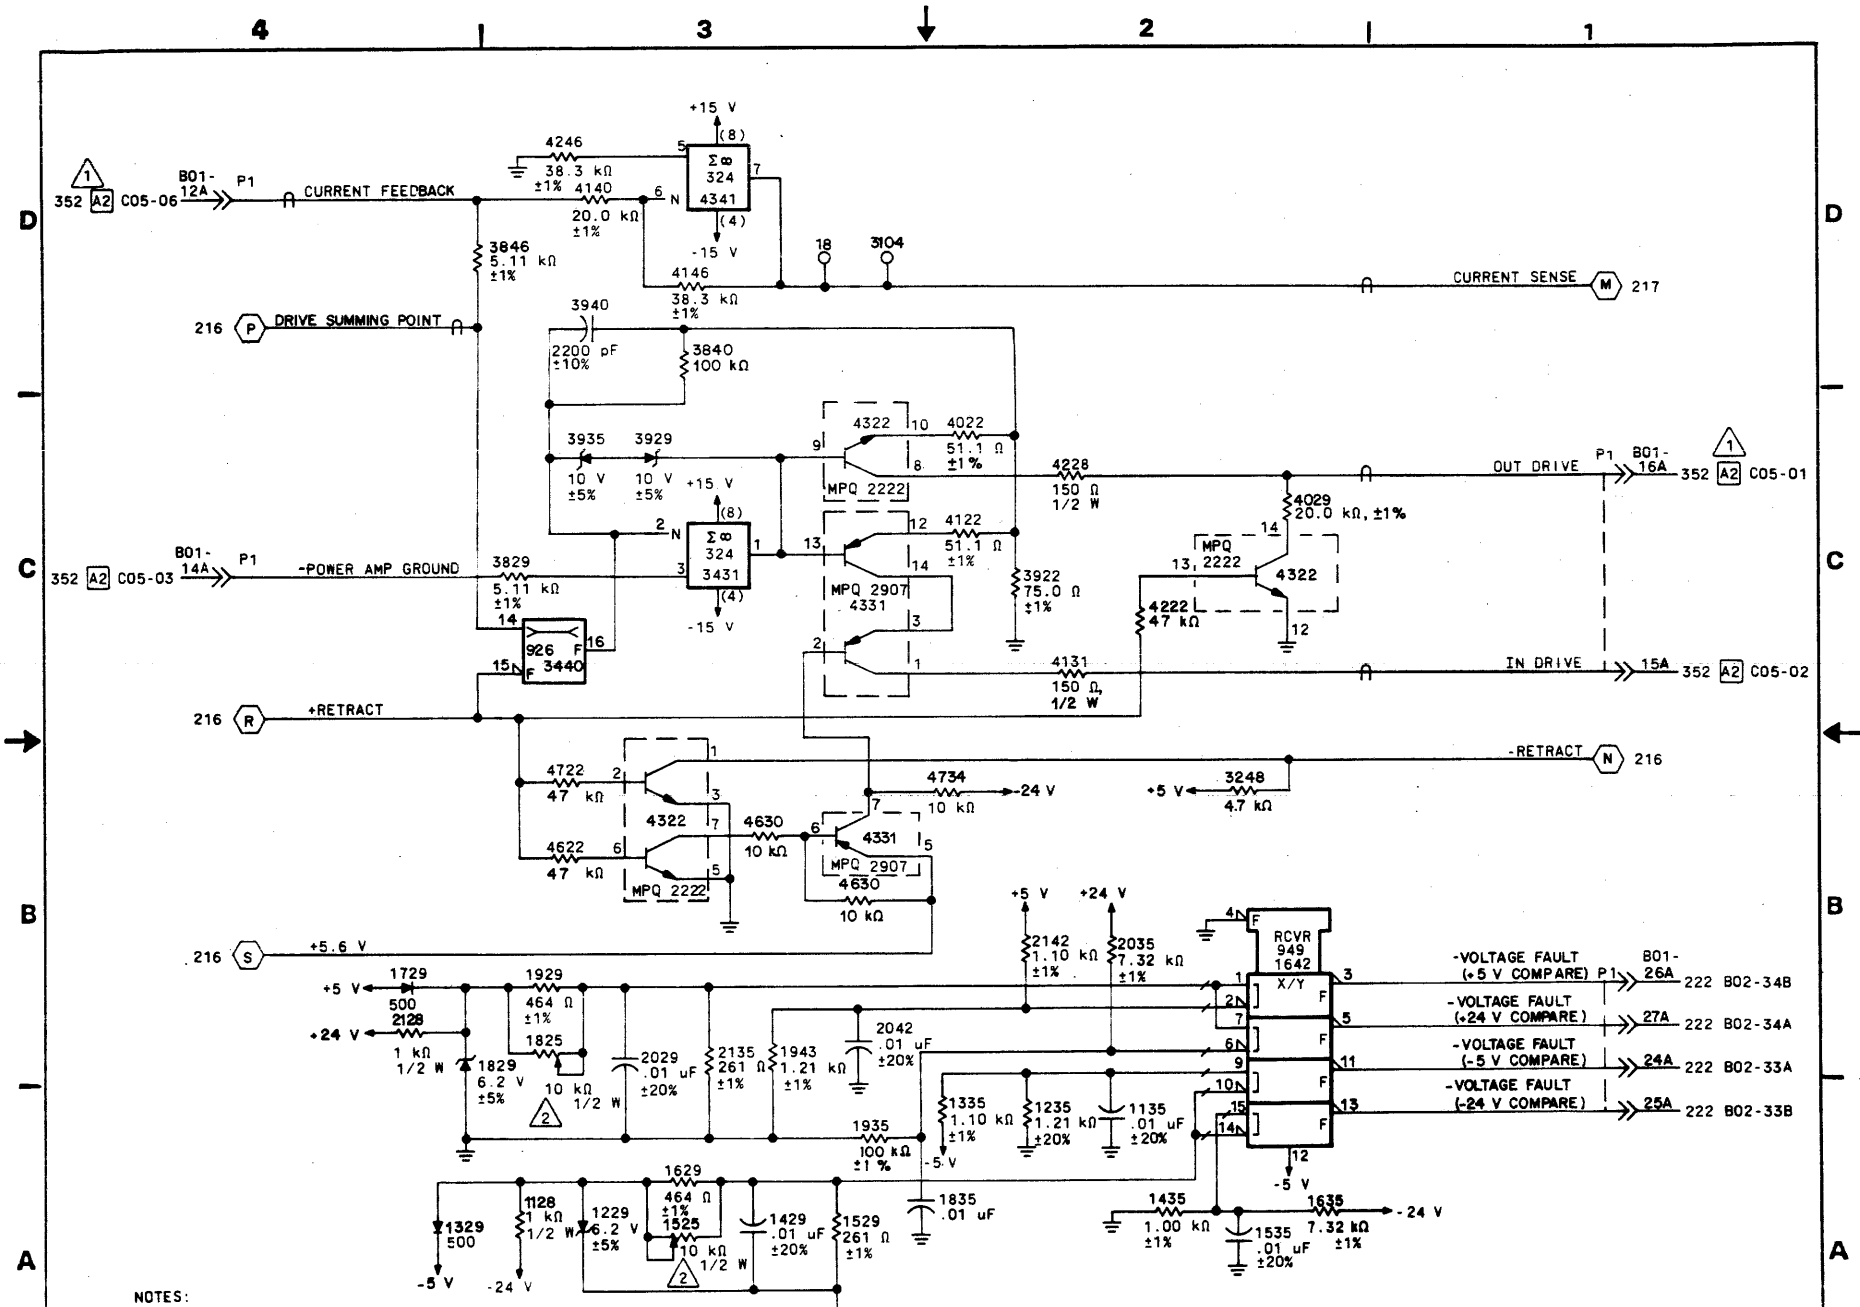 4 3 2 1
D
C
B
A
D
C
B
A
+15 V
(8)
5
Σ∞
324
4341
7
6
N
(4)
-15 V
4246
38.3 kΩ
±1%
4140
20.0 kΩ
±1%
1
352 A2 C05-06
B01-
12A
P1
CURRENT FEEDBACK
3846
5.11 kΩ
±1%
4146
38.3 kΩ
±1%
18
3104
CURRENT SENSE
M
217
216
P
DRIVE SUMMING POINT
3940
2200 pF
±10%
3840
100 kΩ
3935
10 V
±5%
3929
10 V
±5%
+15 V
(8)
2
N
Σ∞
324
3431
1
3
(4)
-15 V
9
4322
10
8
MPQ 2222
4022
51.1 Ω
±1%
4228
150 Ω
1/2 W
OUT DRIVE
P1
B01-
16A
1
352 A2 C05-01
13
12
14
MPQ 2907
4331
2
3
1
4122
51.1 Ω
±1%
3922
75.0 Ω
±1%
4029
20.0 kΩ, ±1%
14
MPQ
2222
13
4322
12
4222
47 kΩ
352 A2 C05-03
B01-
14A
P1
-POWER AMP GROUND
3829
5.11 kΩ
±1%
14
926
3440
F
16
15
F
4131
150 Ω,
1/2 W
IN DRIVE
15A
352 A2 C05-02
216
R
+RETRACT
4722
47 kΩ
2
1
3
4322
7
6
5
MPQ 2222
4622
47 kΩ
4630
10 kΩ
6
7
4331
5
MPQ 2907
4630
10 kΩ
4734
10 kΩ
-24 V
+5 V
3248
4.7 kΩ
-RETRACT
N
216
216
S
+5.6 V
+5 V
+24 V
2142
1.10 kΩ
±1%
2035
7.32 kΩ
±1%
4
F
RCVR
949
1642
X/Y
1
2
7
6
9
10
15
14
F
F
F
F
3
5
11
13
12
-5 V
-VOLTAGE FAULT
(+5 V COMPARE)
P1
B01-
26A
222 B02-34B
-VOLTAGE FAULT
(+24 V COMPARE)
27A
222 B02-34A
-VOLTAGE FAULT
(-5 V COMPARE)
24A
222 B02-33A
-VOLTAGE FAULT
(-24 V COMPARE)
25A
222 B02-33B
+5 V
1729
500
+24 V
2128
1 kΩ
1/2 W
1829
6.2 V
±5%
1929
464 Ω
±1%
1825
10 kΩ
1/2 W
2
2029
.01 uF
±20%
2135
261 Ω
±1%
1943
1.21 kΩ
±1%
2042
.01 uF
±20%
1935
100 kΩ
±1%
1335
1.10 kΩ
±1%
-5 V
1235
1.21 kΩ
±20%
1135
.01 uF
±20%
1835
.01 uF
1329
500
-5 V
1128
1 kΩ
1/2 W
-24 V
1229
6.2 V
±5%
1629
464 Ω
±1%
1525
10 kΩ
1/2 W
2
1429
.01 uF
±20%
1529
261 Ω
±1%
1435
1.00 kΩ
±1%
1535
.01 uF
±20%
1635
7.32 kΩ
±1%
-24 V
NOTES: